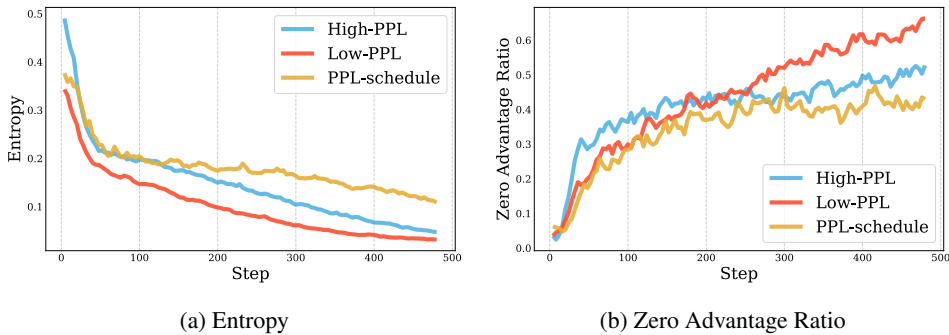 0.5
0.4
0.3
0.2
0.1
Entropy
High-PPL
Low-PPL
PPL-schedule
0 100 200 300 400 500
Step
(a) Entropy
0.6
0.5
0.4
0.3
0.2
0.1
0.0
Zero Advantage Ratio
High-PPL
Low-PPL
PPL-schedule
0 100 200 300 400 500
Step
(b) Zero Advantage Ratio